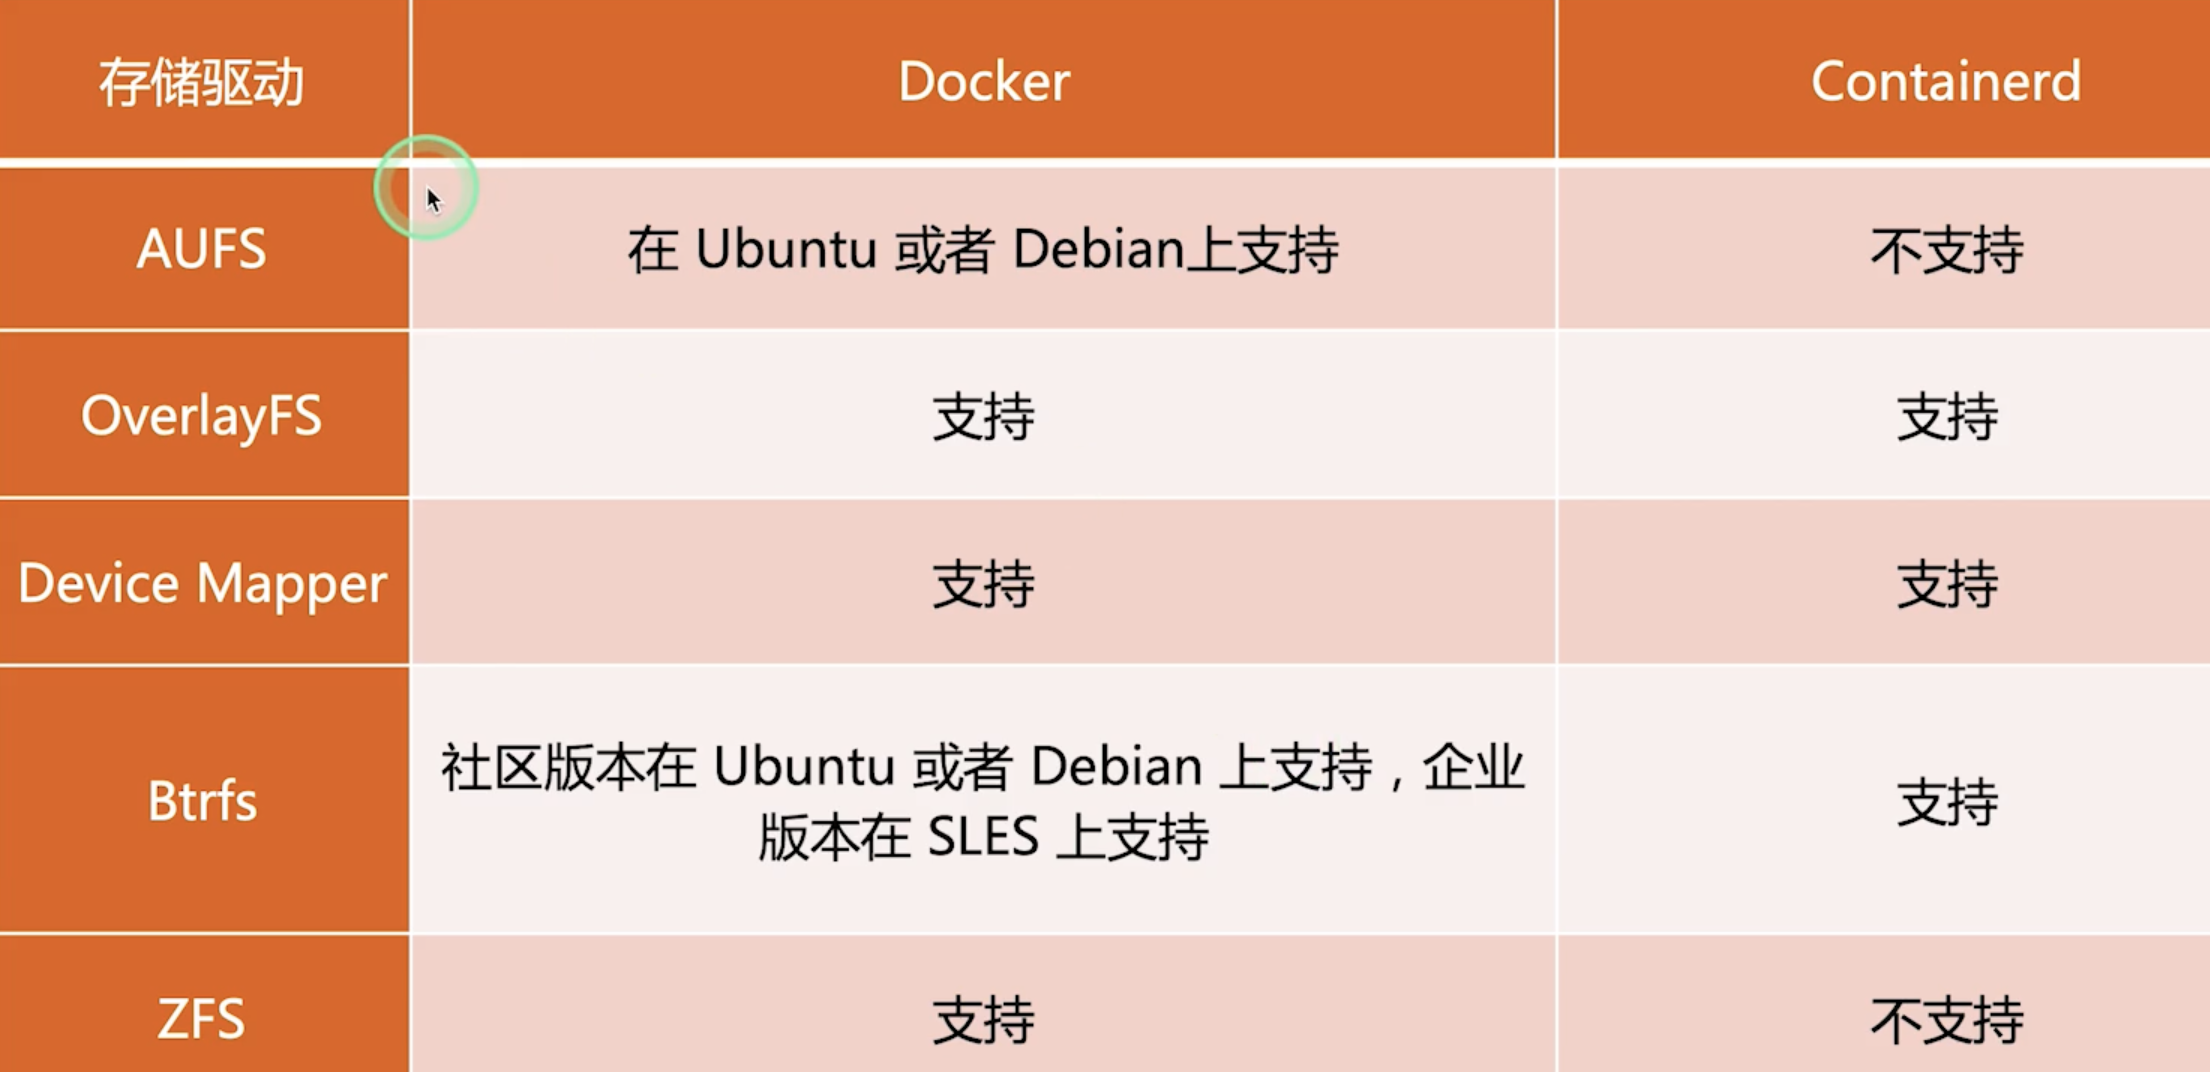 存储驱动 Docker Containerd
AUFS 在 Ubuntu 或者 Debian上支持 不支持
OverlayFS 支持 支持
Device Mapper 支持 支持
Btrfs 社区版本在 Ubuntu 或者 Debian 上支持，企业 支持
版本在 SLES 上支持
ZFS 支持 不支持